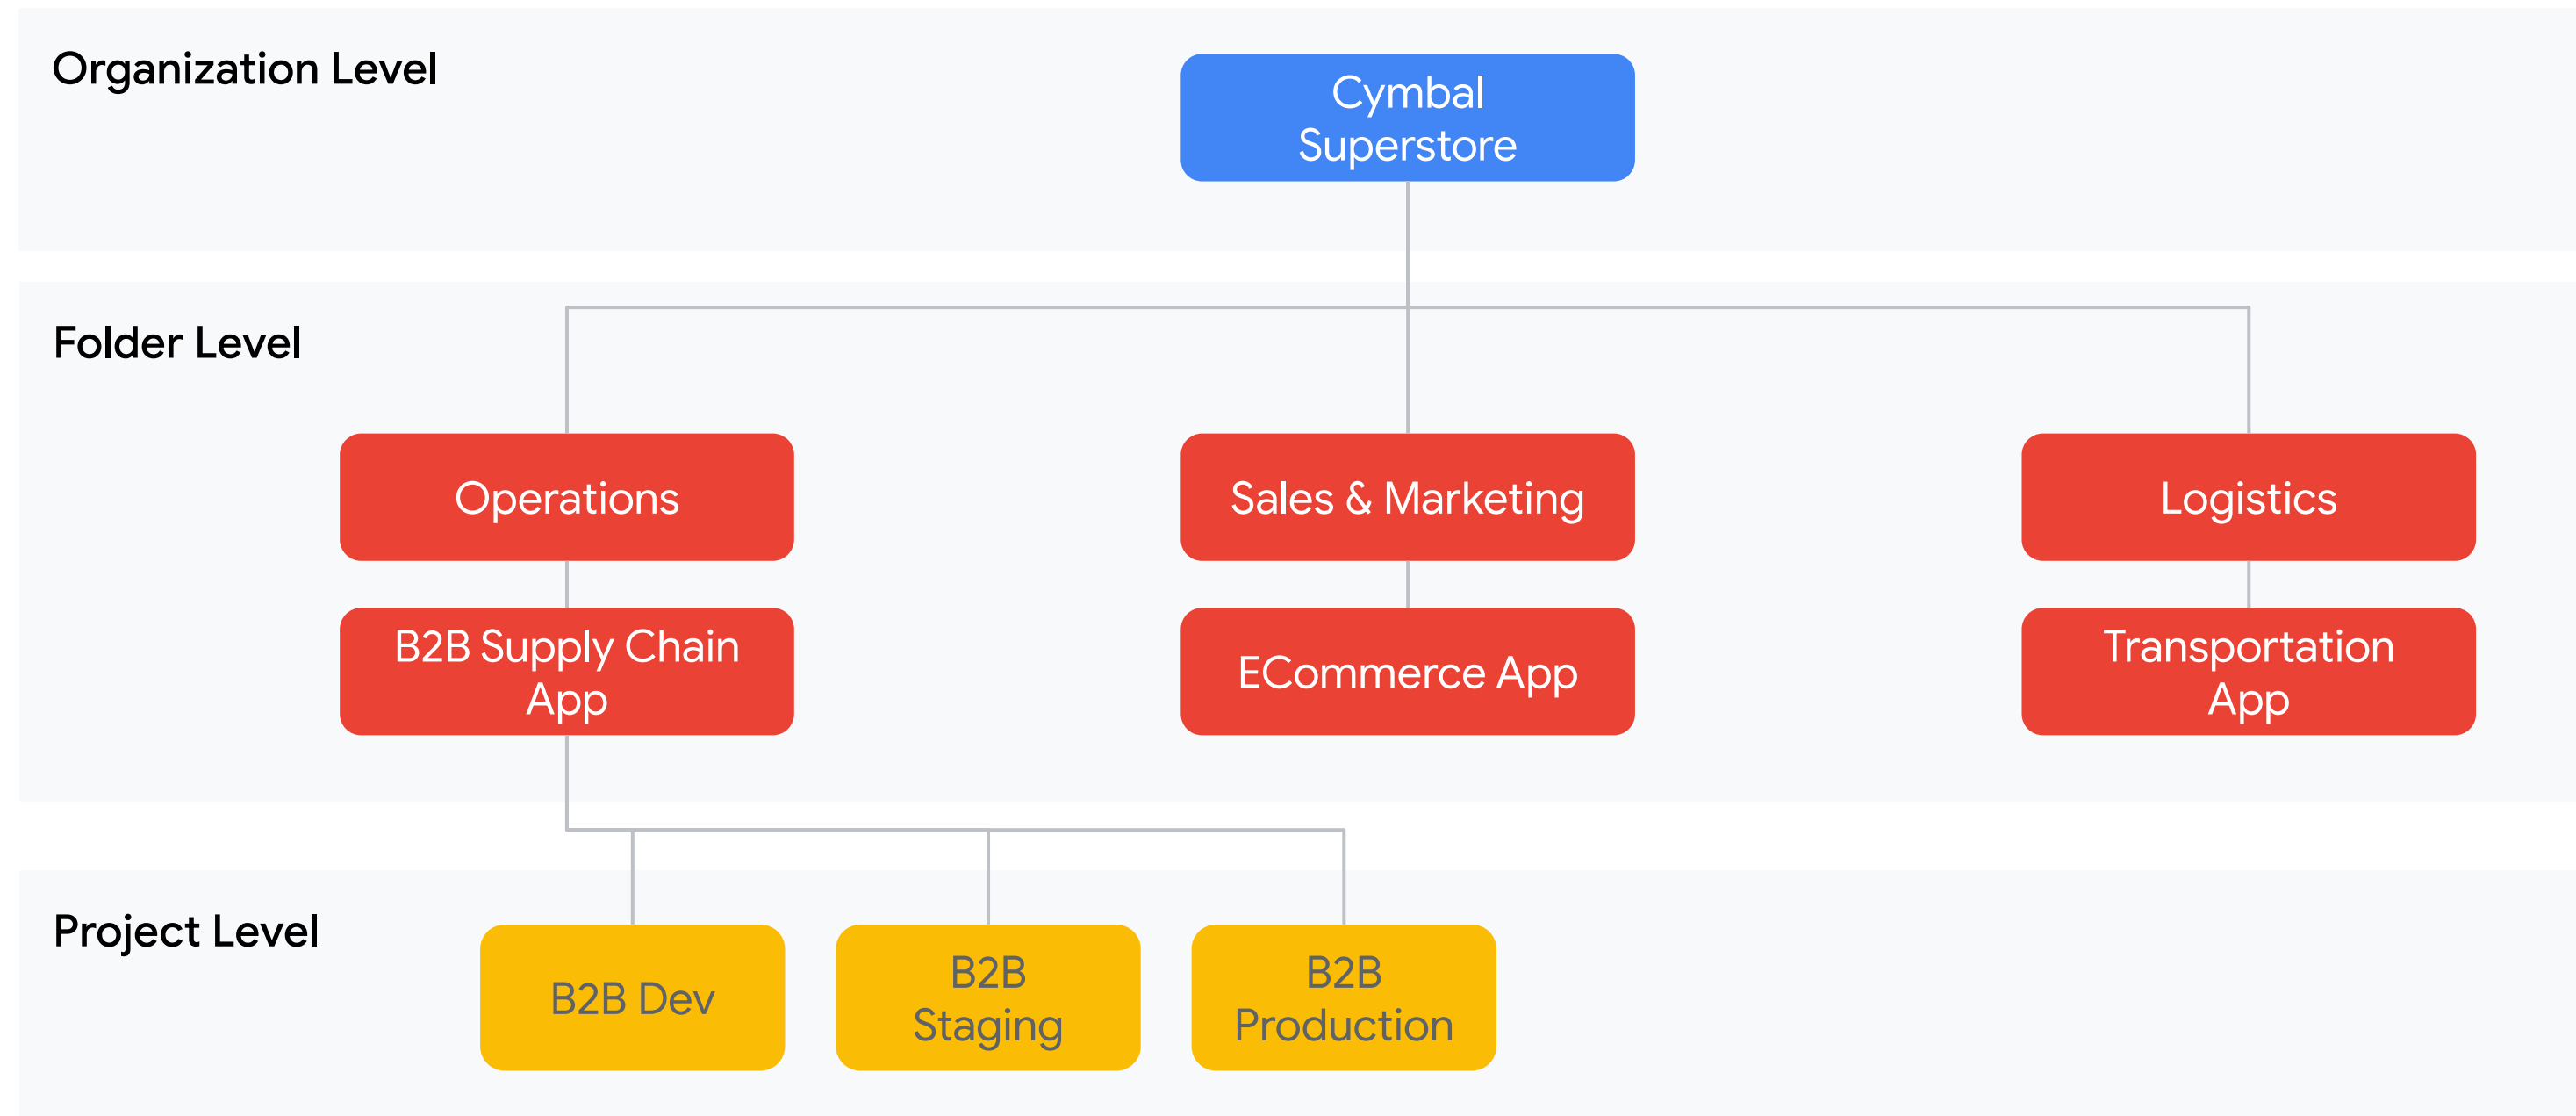 Organization Level
Cymbal
Superstore
Folder Level
Operations
Sales & Marketing
Logistics
B2B Supply Chain
App
ECommerce App
Transportation
App
Project Level
B2B Dev
B2B
Staging
B2B
Production